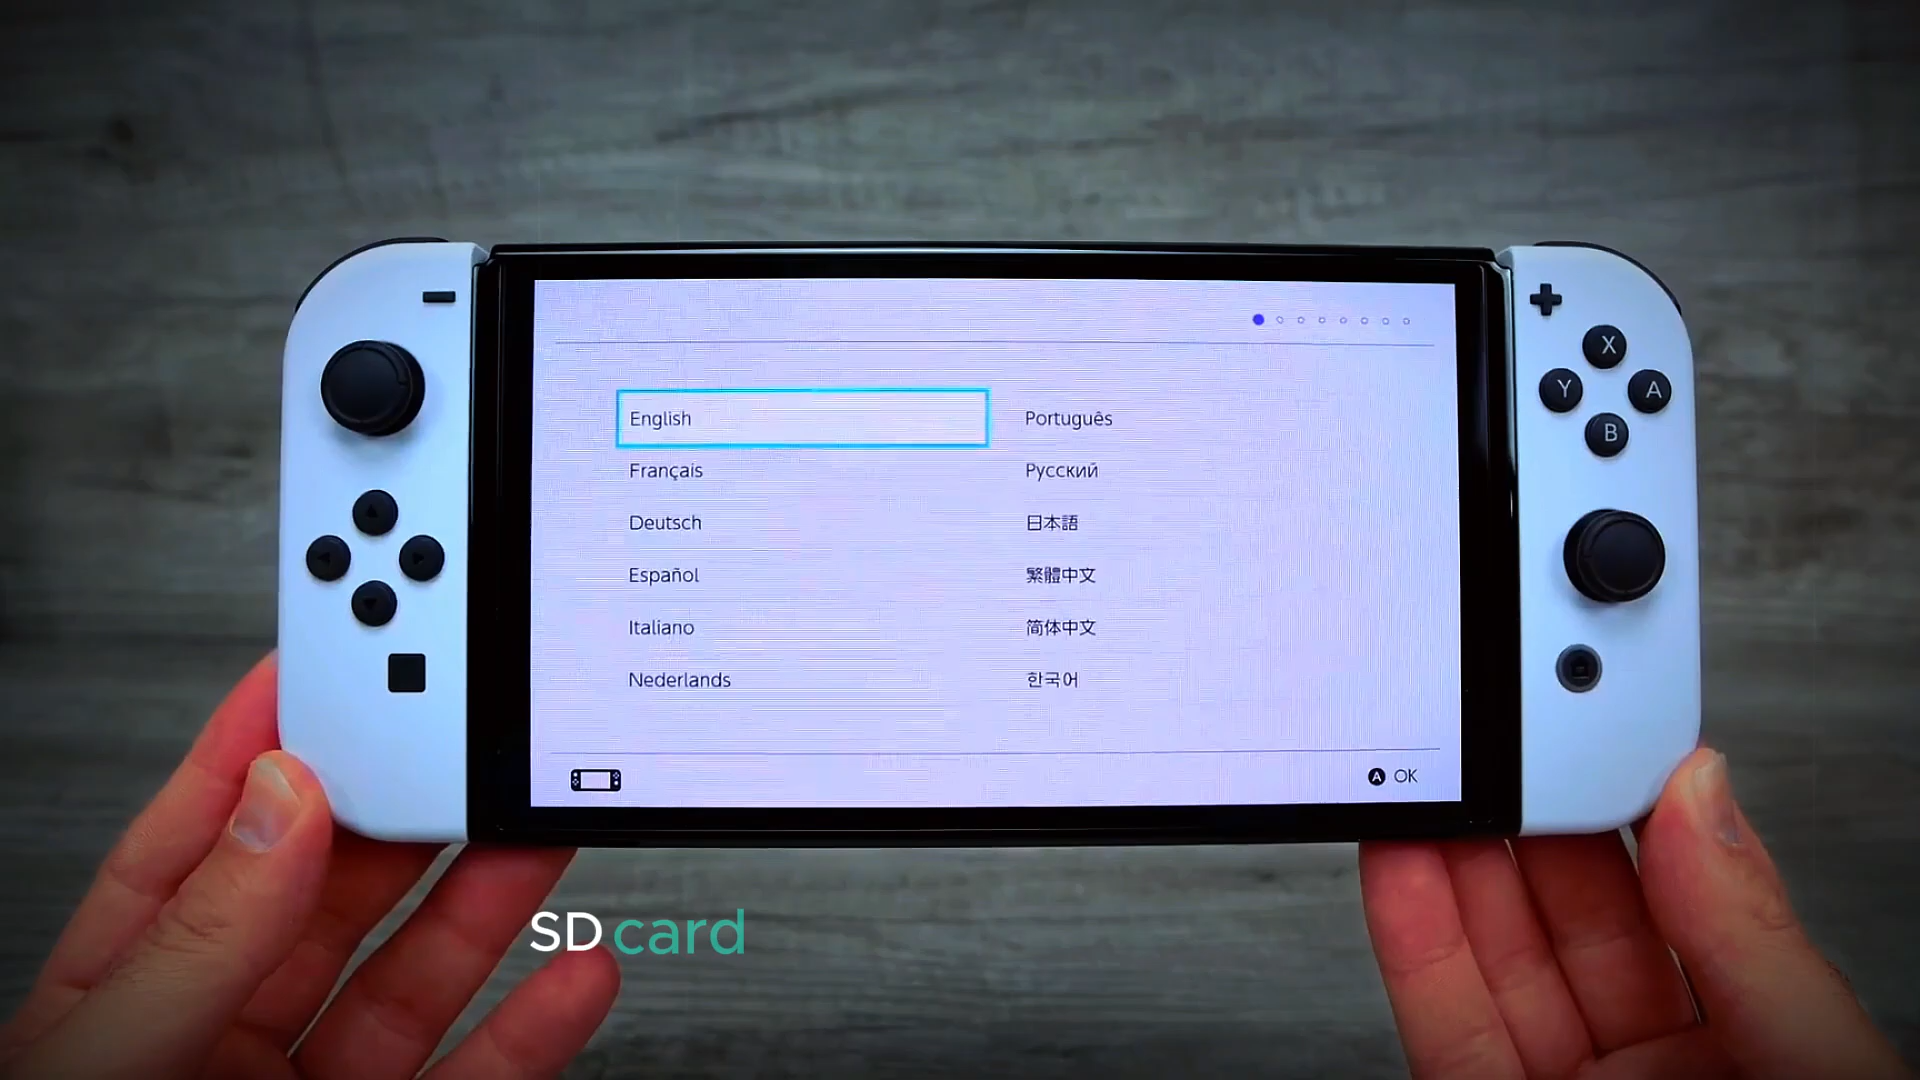 English
Français
Deutsch
Español
Italiano
Nederlands
Português
Русский
日本語
繁體中文
简体中文
한국어
A OK
X
Y
A
B
SD card